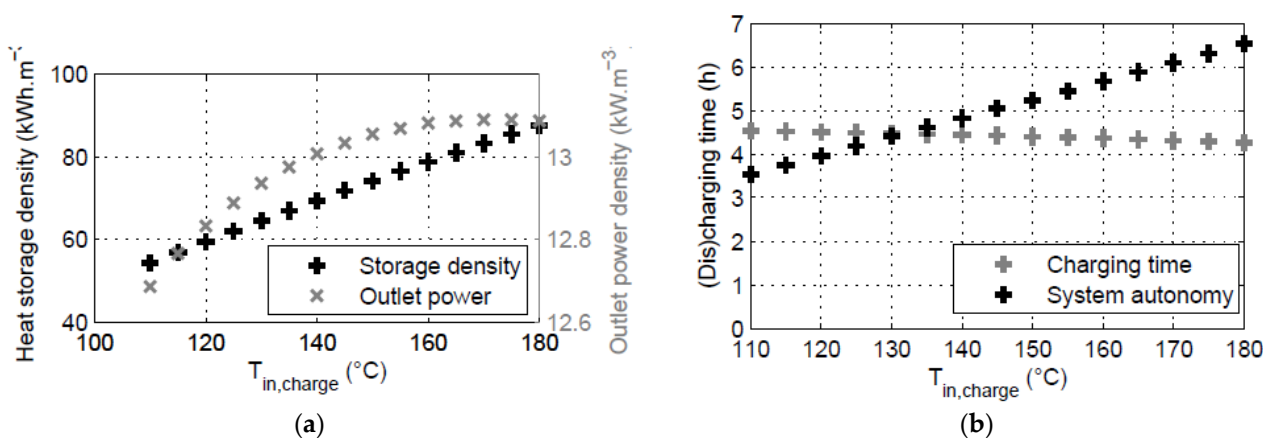 Heat storage density (kWh.m⁻³
100
80
60
40
100 120 140 160 180
T_in,charge (°C)
13
12.8
12.6
Outlet power density (kW.m⁻³
Storage density
Outlet power
(a)
(Dis)charging time (h)
7
6
5
4
3
2
1
0
110 120 130 140 150 160 170 180
T_in,charge (°C)
Charging time
System autonomy
(b)